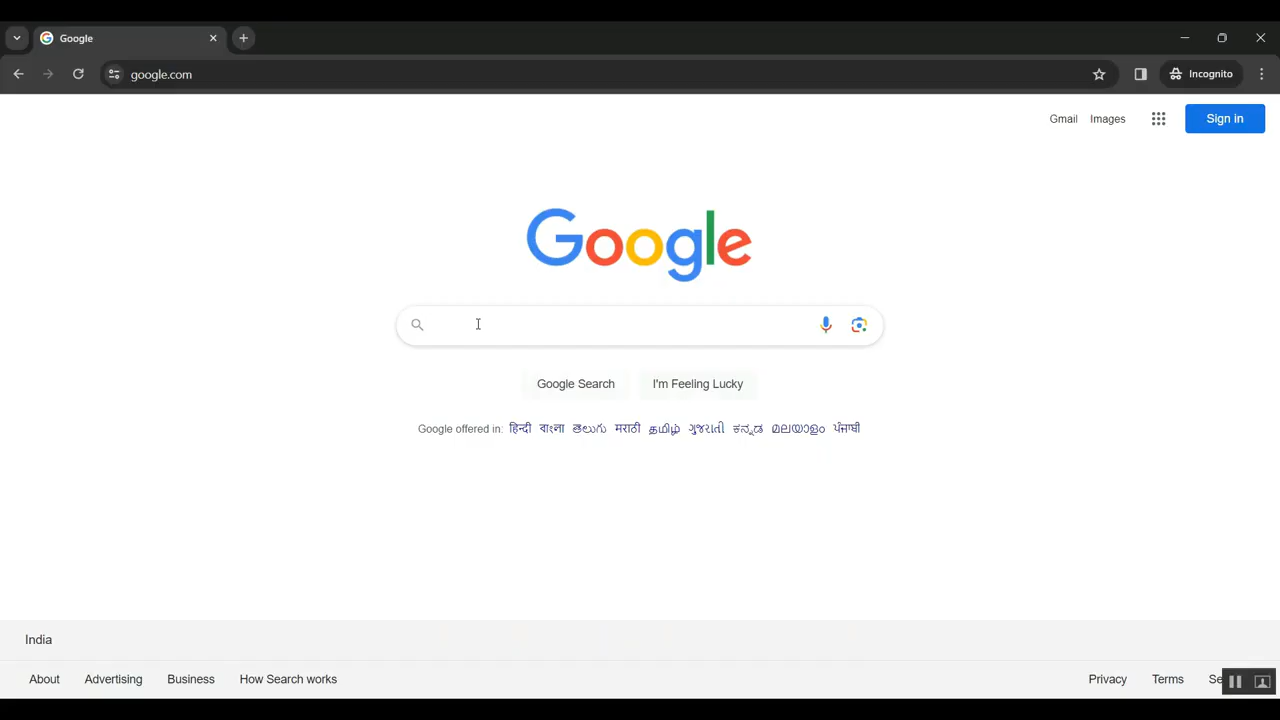 Google
google.com
Incognito
Gmail Images Sign in
Google
Google Search I'm Feeling Lucky
Google offered in: हिन्दी বাংলা తెలుగు मराठी தமிழ் ગુજરાતી ಕನ್ನಡ മലയാളം ਪੰਜਾਬੀ
India
About Advertising Business How Search works Privacy Terms Se